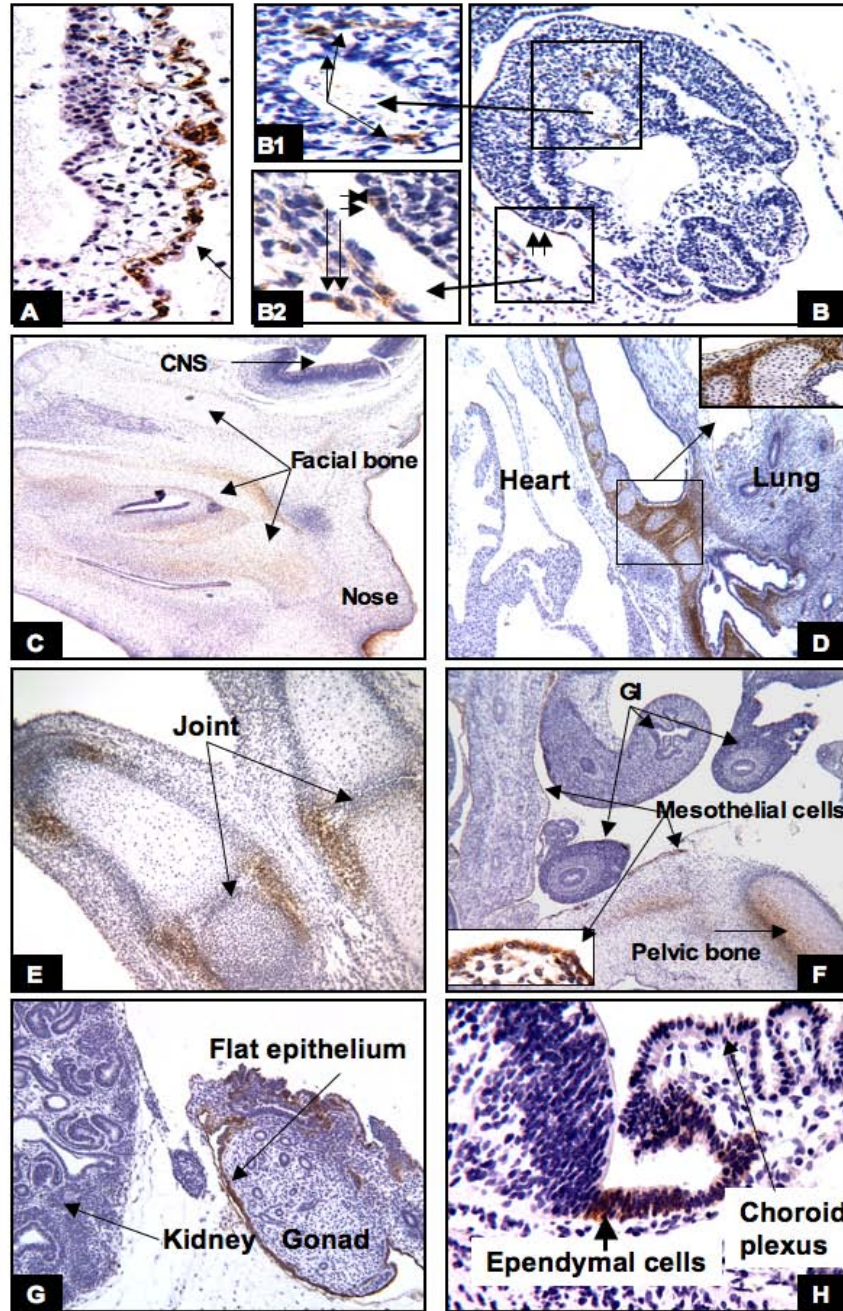 A
B1
B2
B
CNS
Facial bone
Nose
C
Heart
Lung
D
Joint
E
GI
Mesothelial cells
Pelvic bone
F
Flat epithelium
Kidney
Gonad
G
Choroid
plexus
Ependymal cells
H